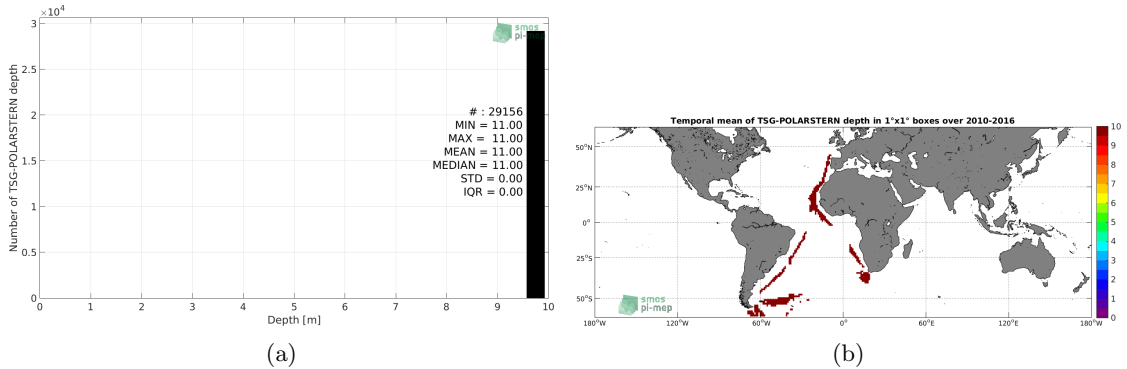 ×10⁴
3
2.5
2
1.5
1
0.5
0
Number of TSG-POLARSTERN depth
smos
pi-mep
# : 29156
MIN = 11.00
MAX = 11.00
MEAN = 11.00
MEDIAN = 11.00
STD = 0.00
IQR = 0.00
0 1 2 3 4 5 6 7 8 9 10
Depth [m]
(a)
Temporal mean of TSG-POLARSTERN depth in 1°x1° boxes over 2010-2016
50°N
25°N
0°
25°S
50°S
smos
pi-mep
180°W 120°W 60°W 0° 60°E 120°E 180°W
10
9
8
7
6
5
4
3
2
1
0
(b)